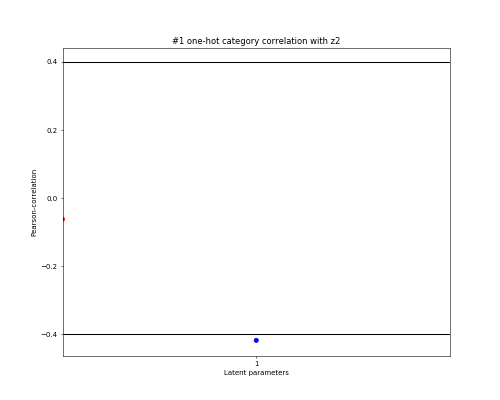 #1 one-hot category correlation with z2
0.4
0.2
0.0
−0.2
−0.4
Pearson-correlation
1
Latent parameters